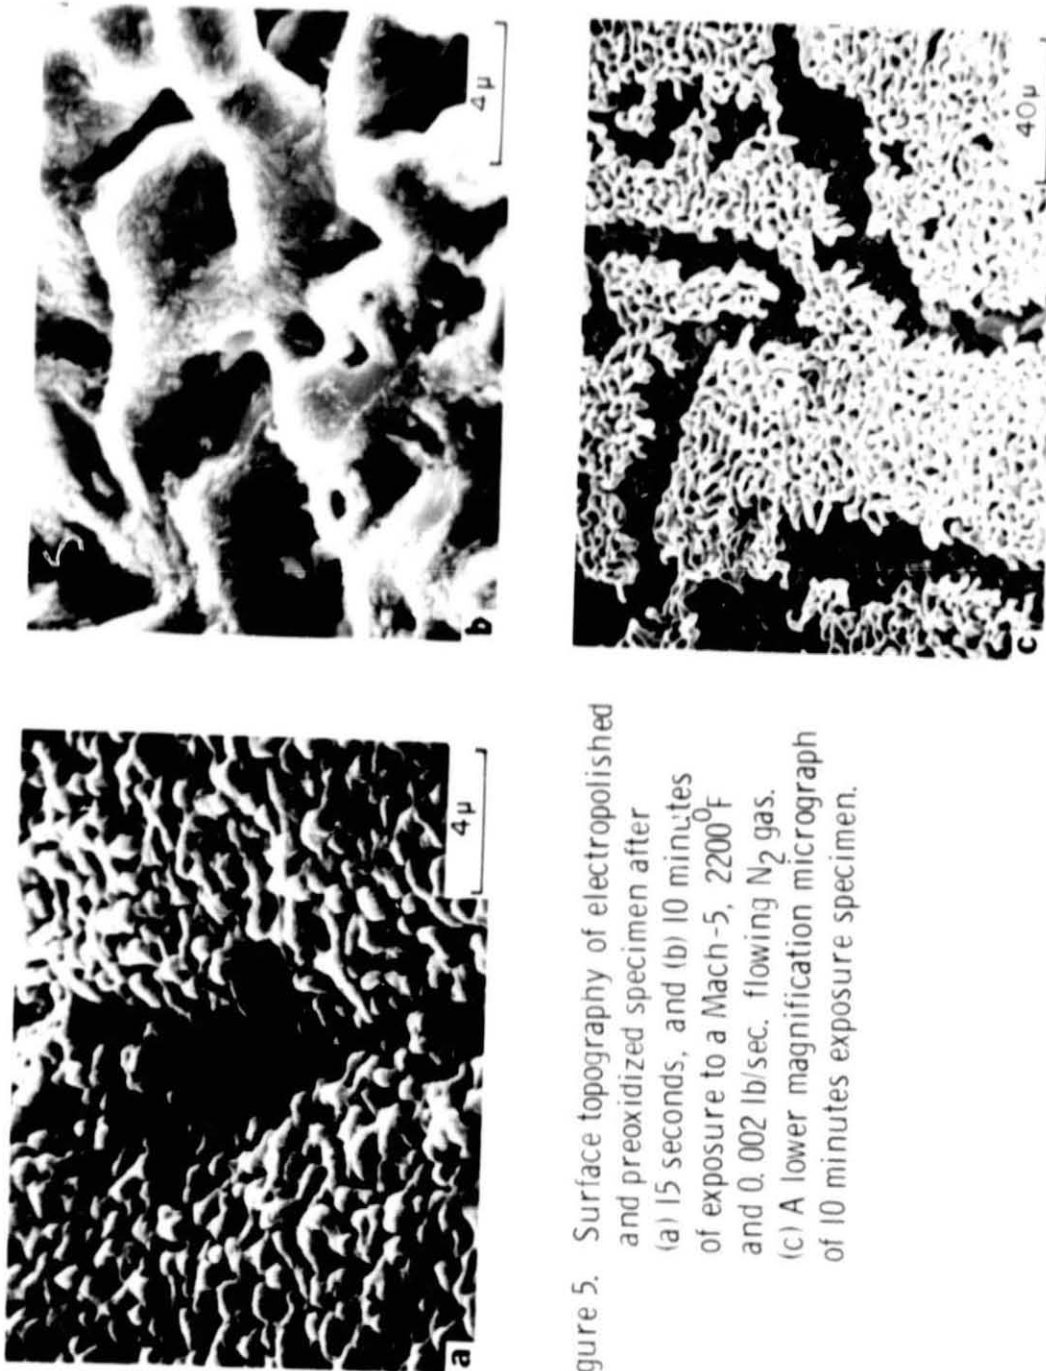 a
4μ
b
4μ
c
40μ
gure 5. Surface topography of electropolished
and preoxidized specimen after
(a) 15 seconds, and (b) 10 minutes
of exposure to a Mach-5, 2200⁰F
and 0.002 lb/sec. flowing N₂ gas.
(c) A lower magnification micrograph
of 10 minutes exposure specimen.